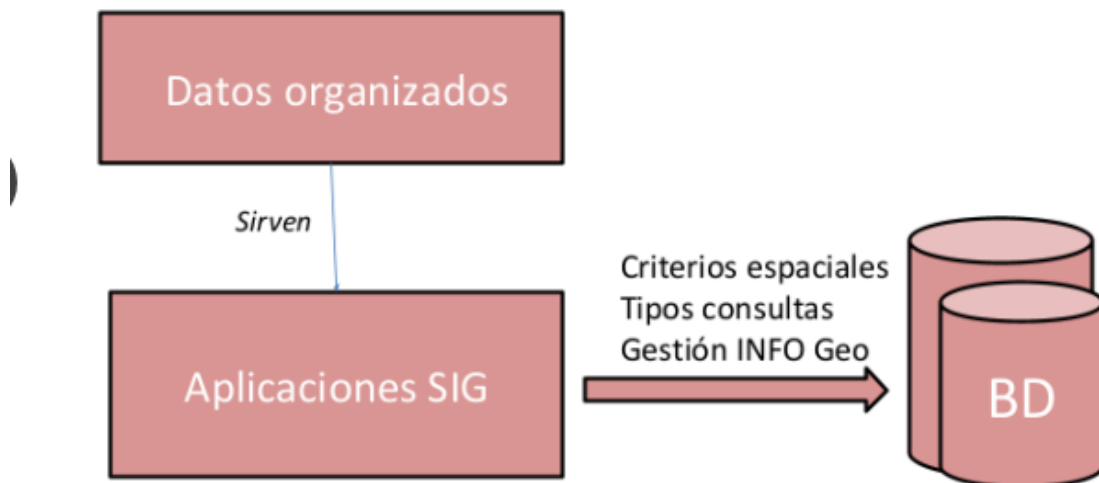 Datos organizados
Sirven
Aplicaciones SIG
Criterios espaciales
Tipos consultas
Gestión INFO Geo
BD